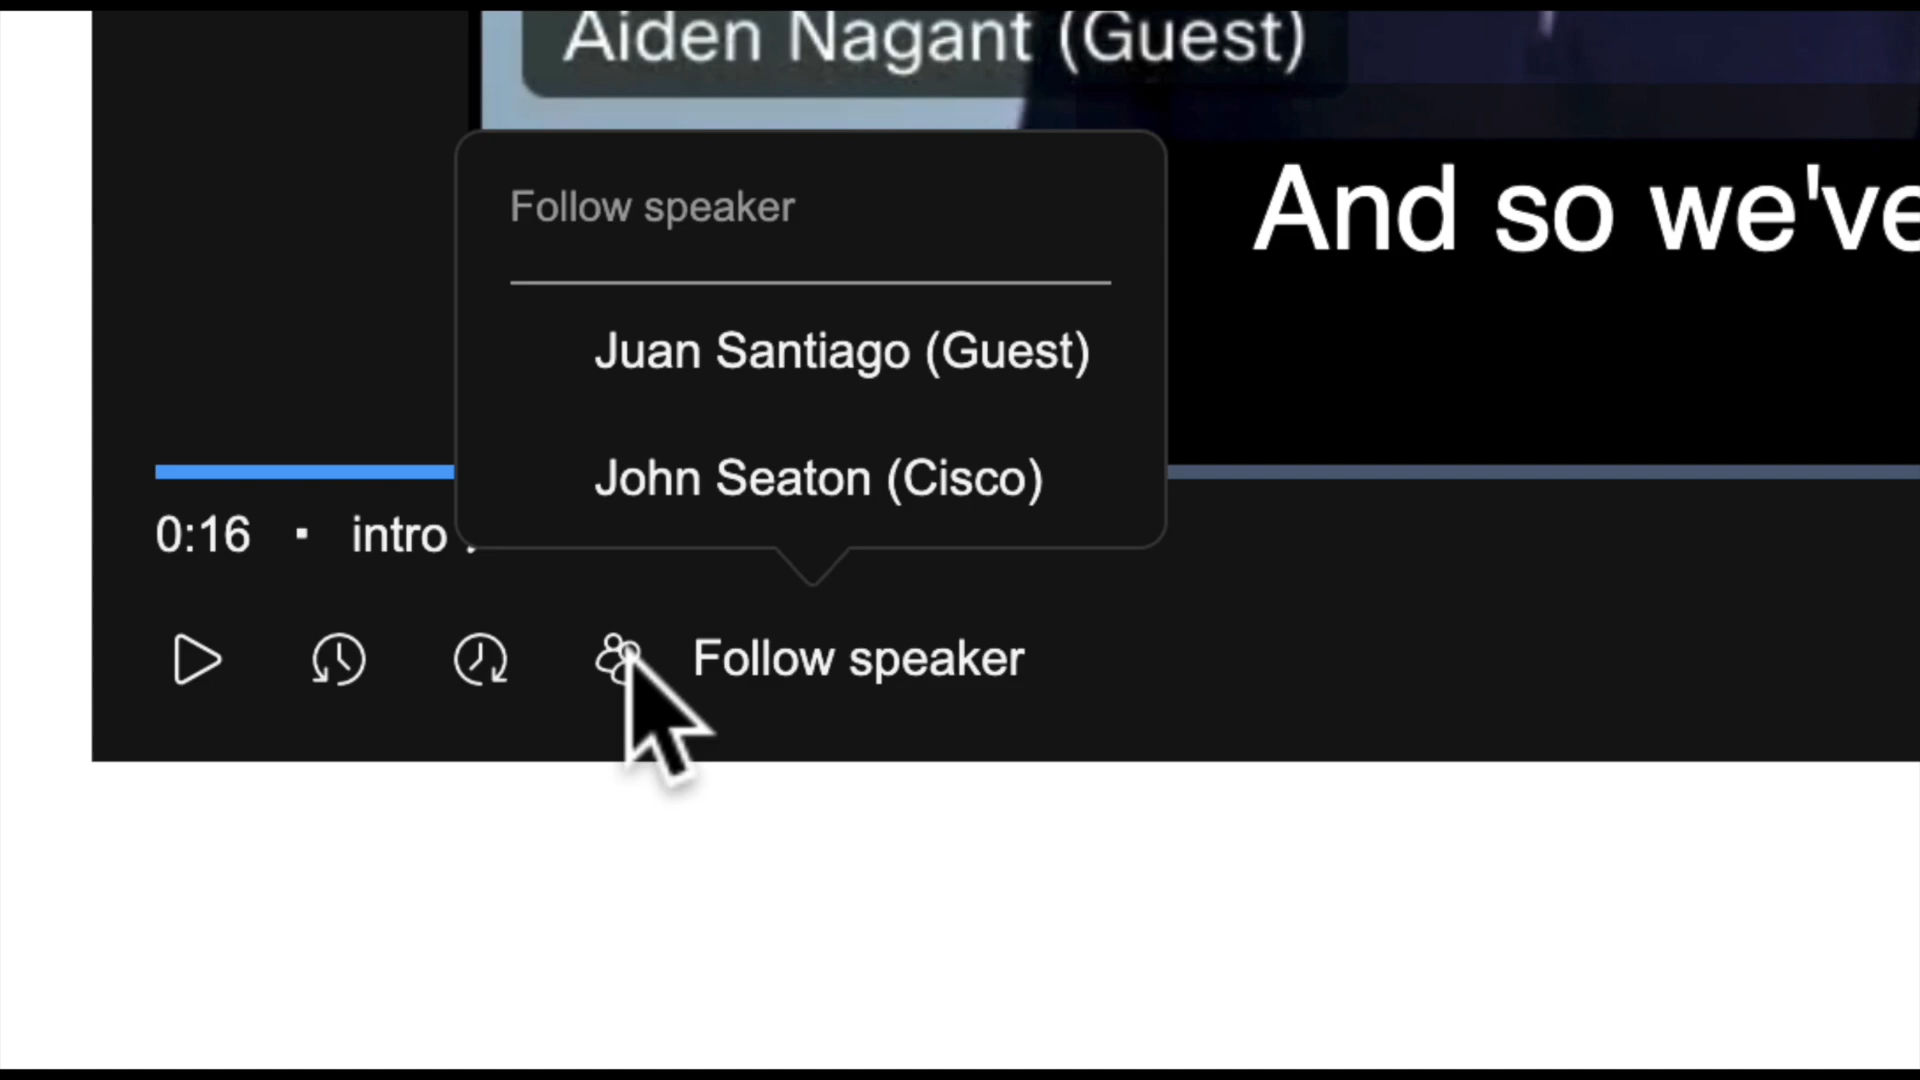 Aiden Nagant (Guest)
And so we've
Follow speaker
Juan Santiago (Guest)
John Seaton (Cisco)
0:16 · intro
Follow speaker